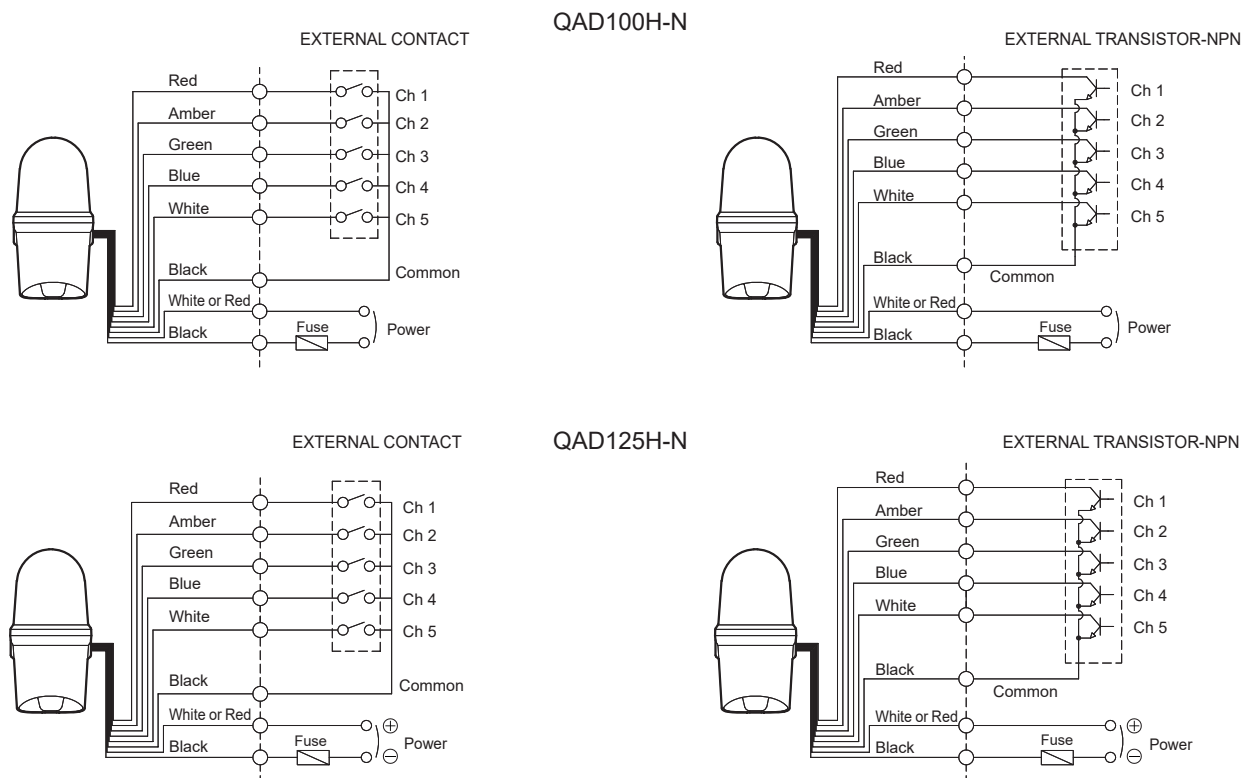 QAD100H-N
EXTERNAL CONTACT
Red
Ch 1
Amber
Ch 2
Green
Ch 3
Blue
Ch 4
White
Ch 5
Black
Common
White or Red
Fuse
Power
Black
EXTERNAL TRANSISTOR-NPN
Red
Ch 1
Amber
Ch 2
Green
Ch 3
Blue
Ch 4
White
Ch 5
Black
Common
White or Red
Fuse
Power
Black
QAD125H-N
EXTERNAL CONTACT
Red
Ch 1
Amber
Ch 2
Green
Ch 3
Blue
Ch 4
White
Ch 5
Black
Common
White or Red
⊕
Fuse
Power
Black
⊖
EXTERNAL TRANSISTOR-NPN
Red
Ch 1
Amber
Ch 2
Green
Ch 3
Blue
Ch 4
White
Ch 5
Black
Common
White or Red
⊕
Fuse
Power
Black
⊖